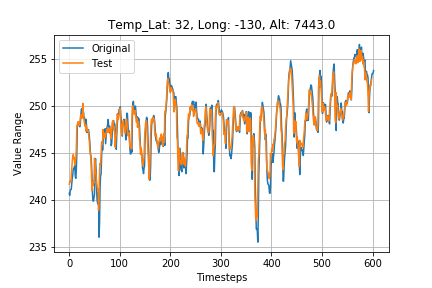 Temp_Lat: 32, Long: -130, Alt: 7443.0
Original
Test
Value Range
255
250
245
240
235
0 100 200 300 400 500 600
Timesteps